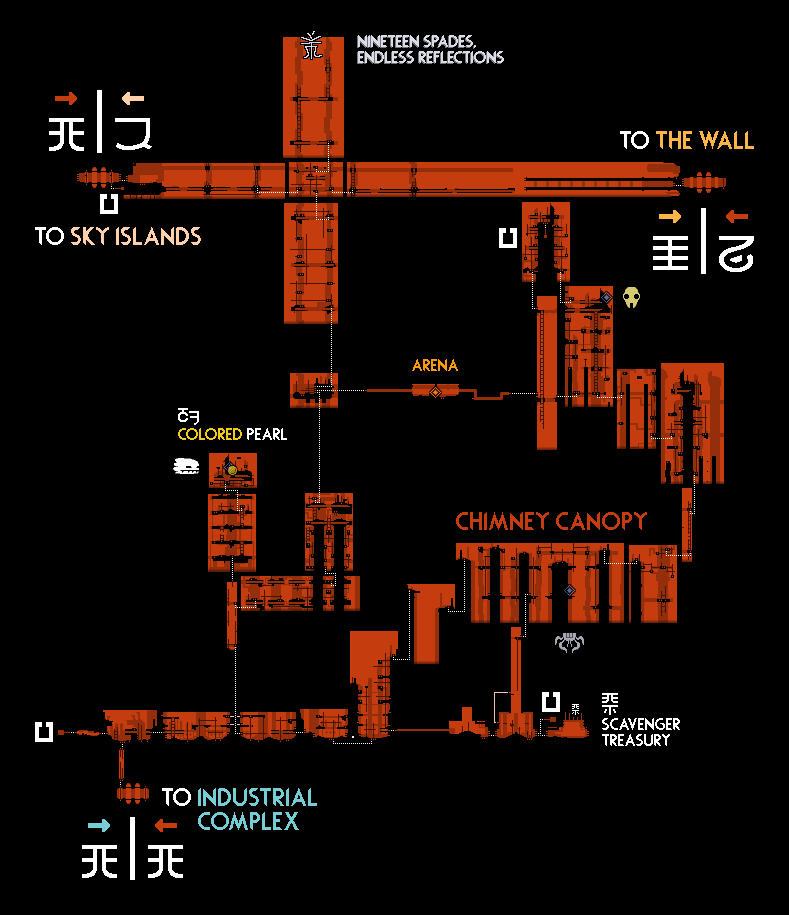 NINETEEN SPADES,
ENDLESS REFLECTIONS
TO THE WALL
TO SKY ISLANDS
ARENA
COLORED PEARL
CHIMNEY CANOPY
SCAVENGER
TREASURY
TO INDUSTRIAL
COMPLEX